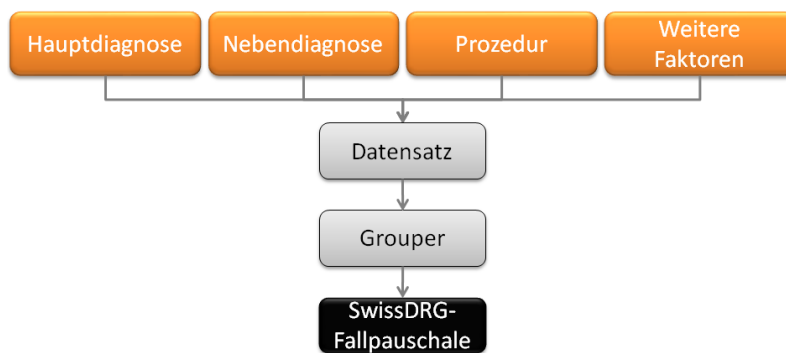 Hauptdiagnose
Nebendiagnose
Prozedur
Weitere
Faktoren
Datensatz
Grouper
SwissDRG-
Fallpauschale